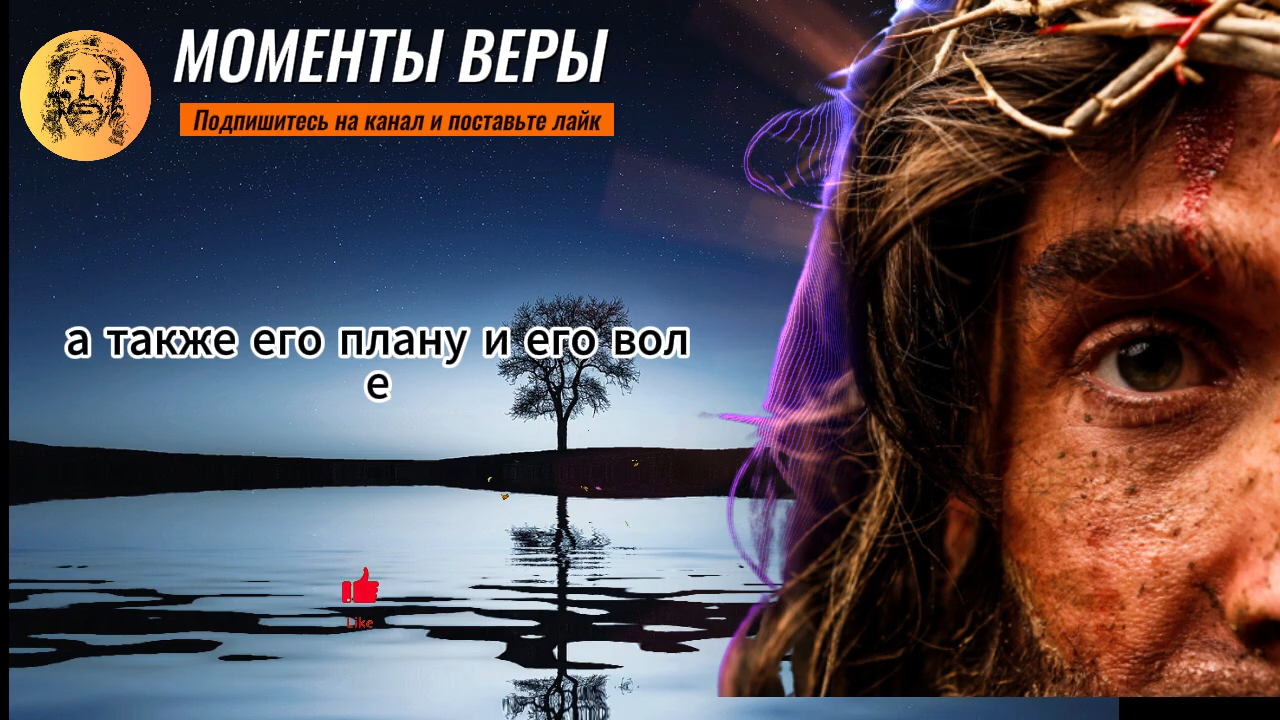 МОМЕНТЫ ВЕРЫ
Подпишитесь на канал и поставьте лайк
а также его плану и его вол
е
Like